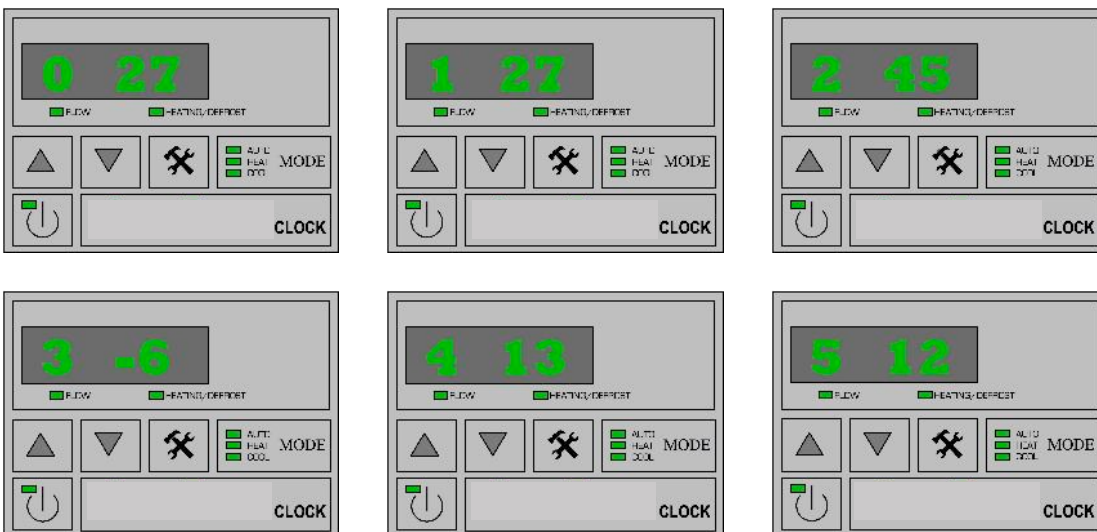 0 27
FLOW HEATING/DEFROST
AUTO
HEAT MODE
COOL
CLOCK
1 27
FLOW HEATING/DEFROST
AUTO
HEAT MODE
COOL
CLOCK
2 45
FLOW HEATING/DEFROST
AUTO
HEAT MODE
COOL
CLOCK
3 -6
FLOW HEATING/DEFROST
AUTO
HEAT MODE
COOL
CLOCK
4 13
FLOW HEATING/DEFROST
AUTO
HEAT MODE
COOL
CLOCK
5 12
FLOW HEATING/DEFROST
AUTO
HEAT MODE
COOL
CLOCK